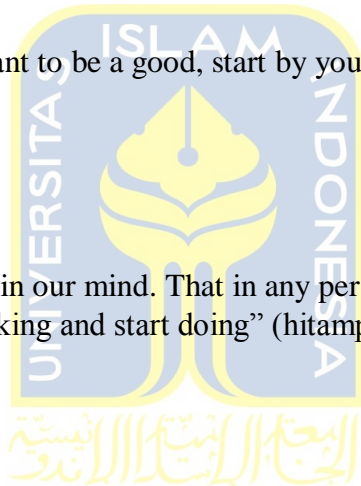 ISLAM
UNIVERSITAS
INDONESIA
ant to be a good, start by you
in our mind. That in any per
king and start doing” (hitamp